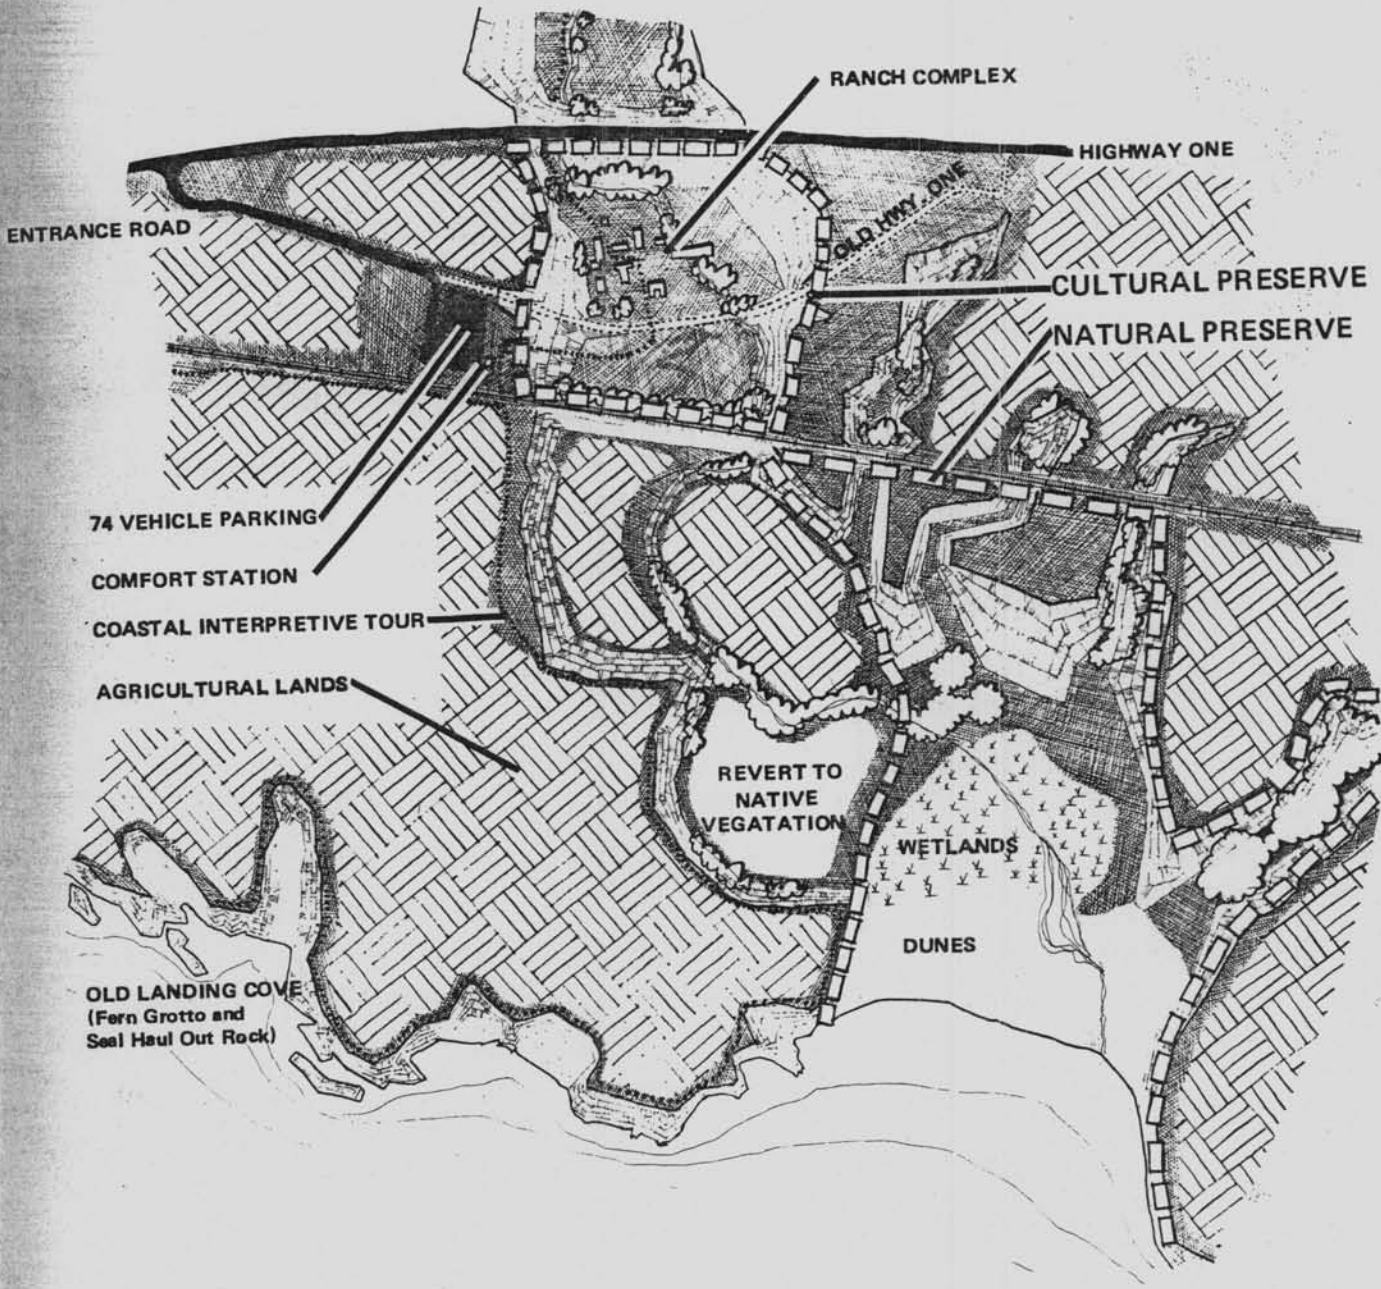 RANCH COMPLEX
HIGHWAY ONE
OLD HWY. ONE
ENTRANCE ROAD
CULTURAL PRESERVE
NATURAL PRESERVE
74 VEHICLE PARKING
COMFORT STATION
COASTAL INTERPRETIVE TOUR
AGRICULTURAL LANDS
REVERT TO
NATIVE
VEGATATION
WETLANDS
DUNES
OLD LANDING COVE
(Fern Grotto and
Seal Haul Out Rock)